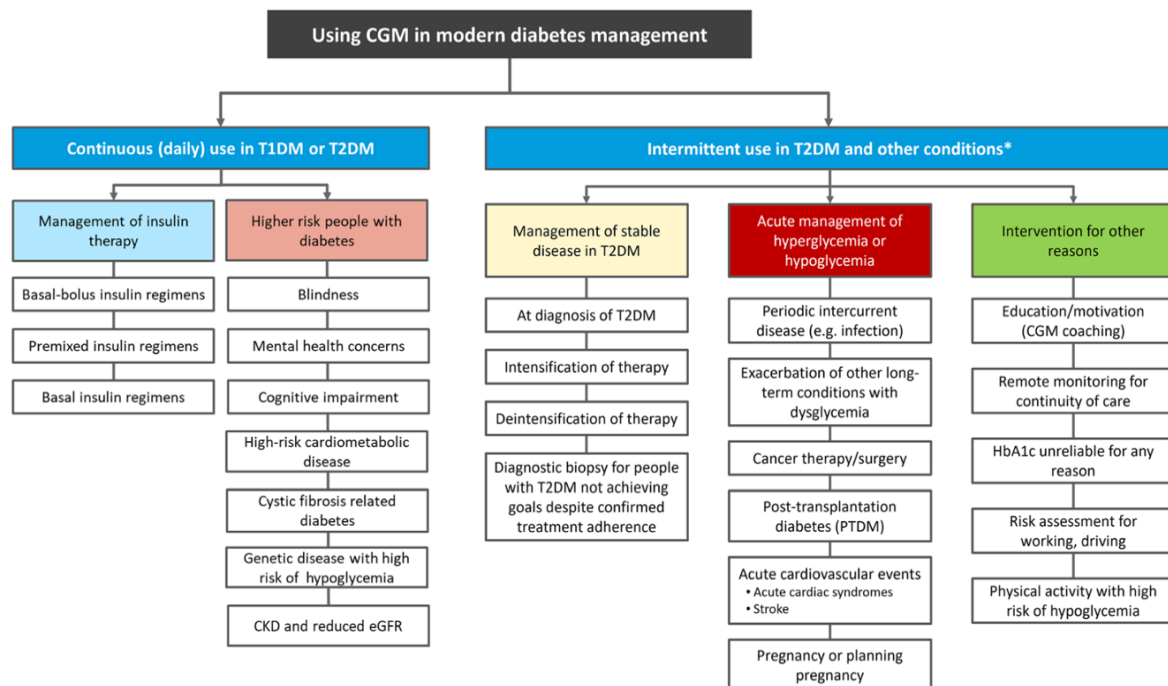 Using CGM in modern diabetes management
Continuous (daily) use in T1DM or T2DM
Management of insulin
therapy
Basal-bolus insulin regimens
Premixed insulin regimens
Basal insulin regimens
Higher risk people with
diabetes
Blindness
Mental health concerns
Cognitive impairment
High-risk cardiometabolic
disease
Cystic fibrosis related
diabetes
Genetic disease with high
risk of hypoglycemia
CKD and reduced eGFR
Intermittent use in T2DM and other conditions*
Management of stable
disease in T2DM
At diagnosis of T2DM
Intensification of therapy
Deintensification of therapy
Diagnostic biopsy for people
with T2DM not achieving
goals despite confirmed
treatment adherence
Acute management of
hyperglycemia or
hypoglycemia
Periodic intercurrent
disease (e.g. infection)
Exacerbation of other long-
term conditions with
dysglycemia
Cancer therapy/surgery
Post-transplantation
diabetes (PTDM)
Acute cardiovascular events
• Acute cardiac syndromes
• Stroke
Pregnancy or planning
pregnancy
Intervention for other
reasons
Education/motivation
(CGM coaching)
Remote monitoring for
continuity of care
HbA1c unreliable for any
reason
Risk assessment for
working, driving
Physical activity with high
risk of hypoglycemia